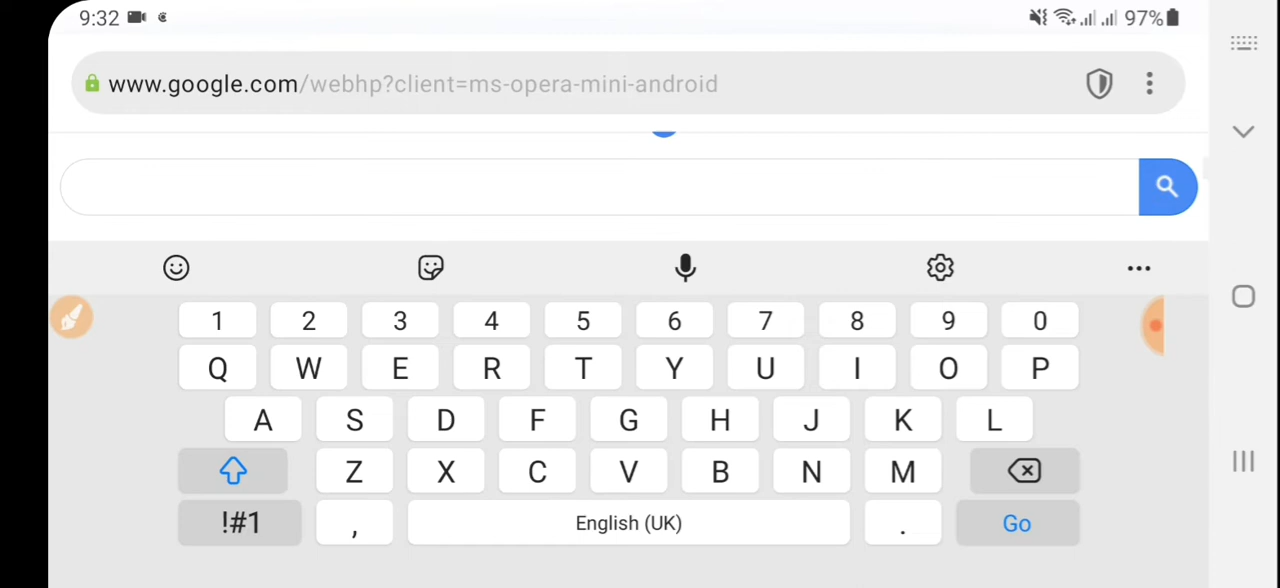 9:32 97%
www.google.com/webhp?client=ms-opera-mini-android
1 2 3 4 5 6 7 8 9 0
Q W E R T Y U I O P
A S D F G H J K L
Z X C V B N M
!#1 , English (UK) . Go